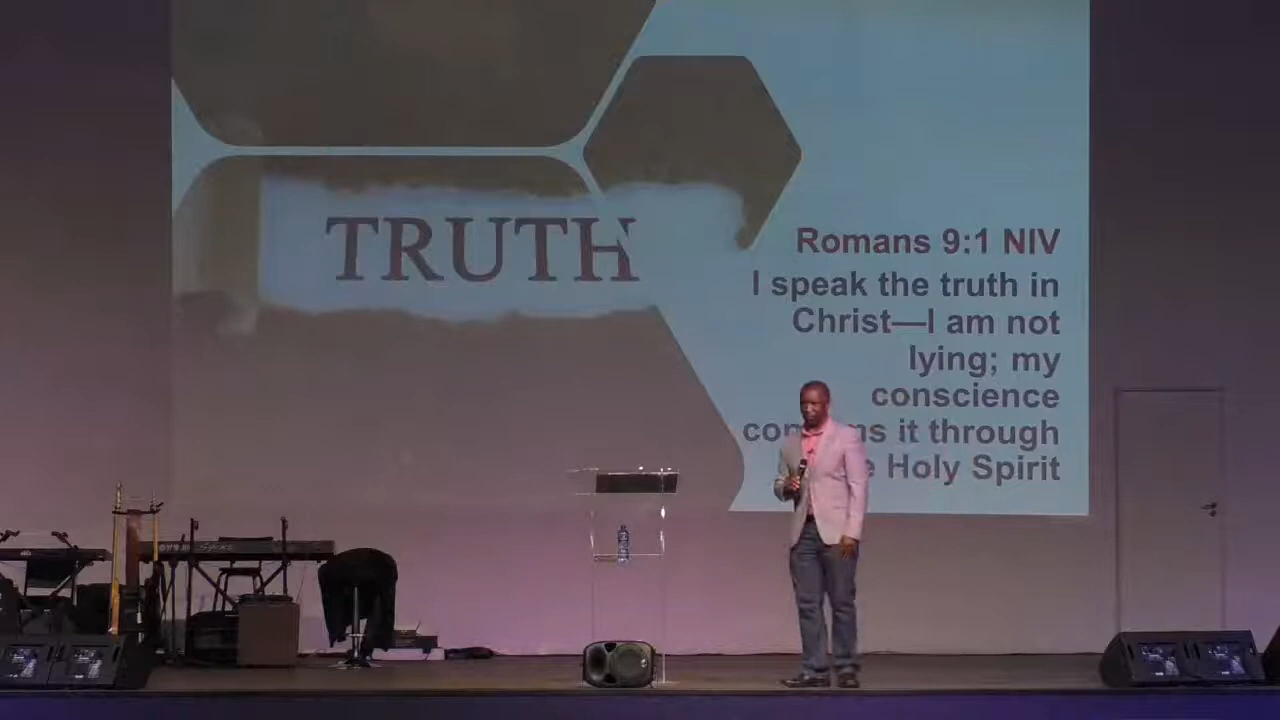 TRUTH
Romans 9:1 NIV
I speak the truth in
Christ—I am not
lying; my
conscience
it through
Holy Spirit